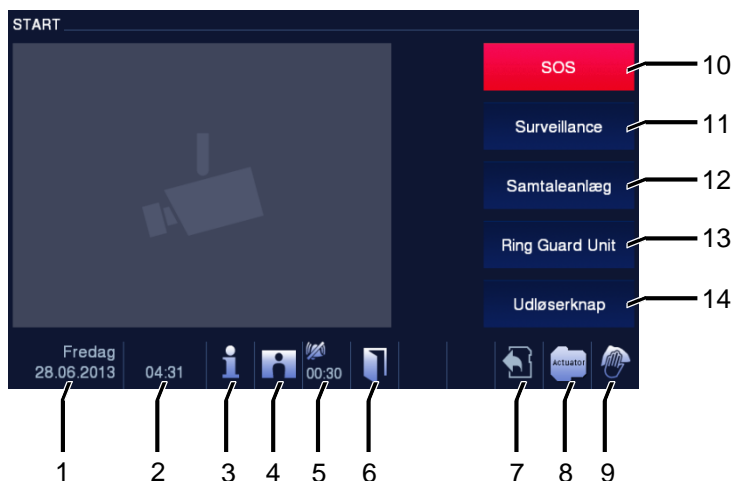 START
SOS
10
Surveillance
11
Samtaleanlæg
12
Ring Guard Unit
13
Udløserknap
14
Fredag
28.06.2013
04:31
00:30
Actuator
1 2 3 4 5 6 7 8 9